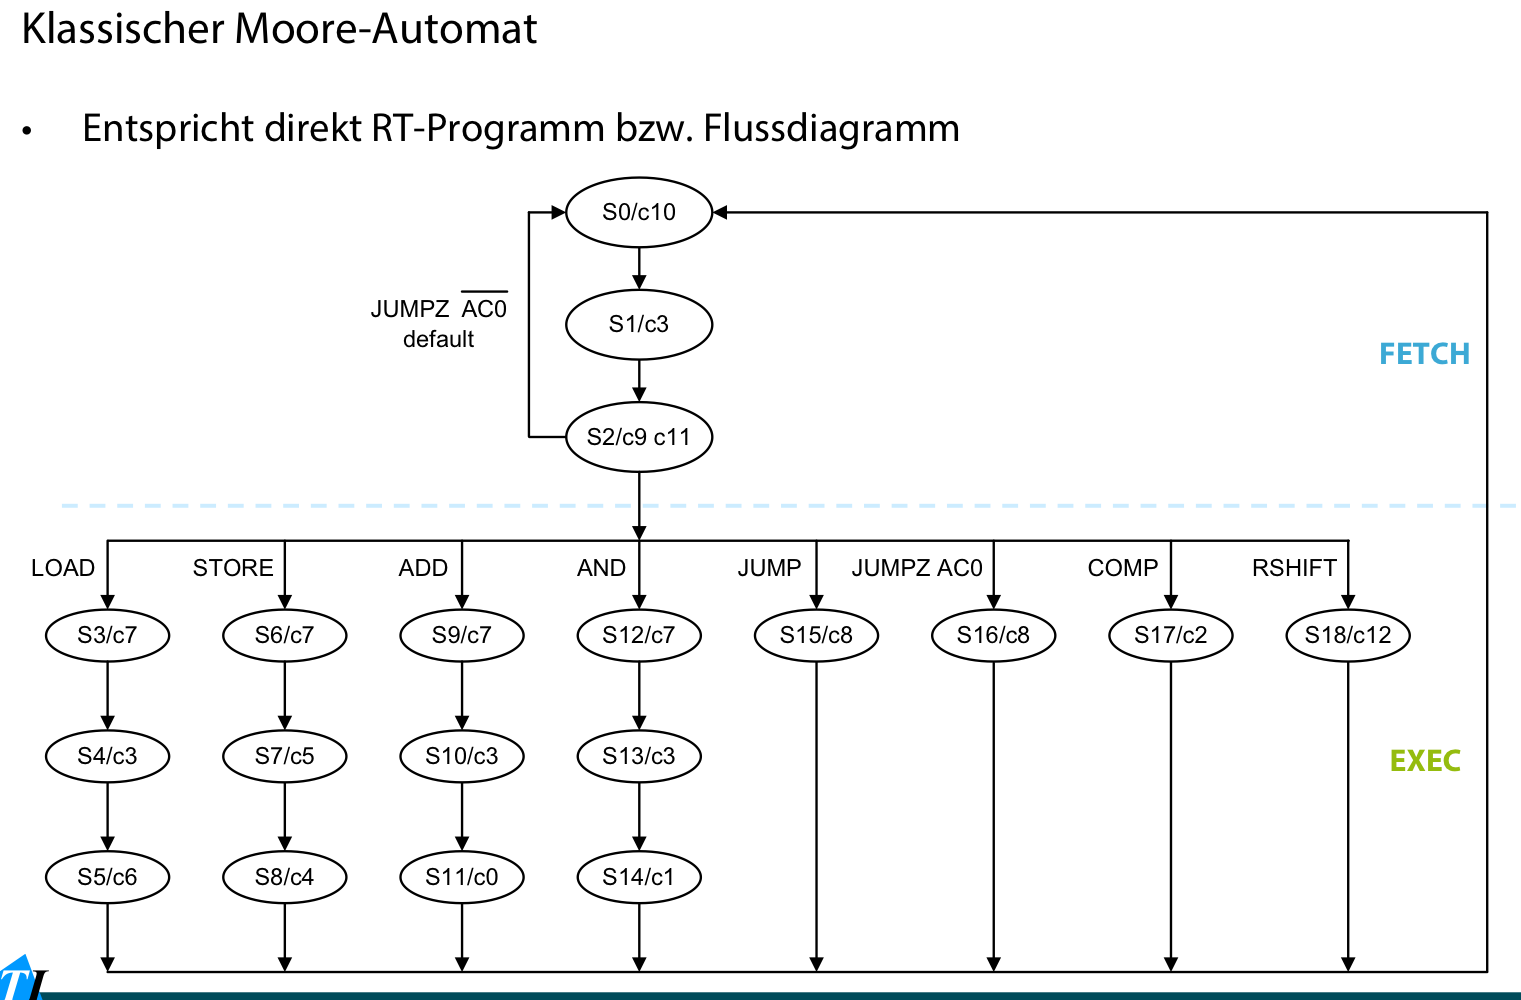 Klassischer Moore-Automat
• Entspricht direkt RT-Programm bzw. Flussdiagramm
S0/c10
JUMPZ A̅C̅0̅
default
S1/c3
FETCH
S2/c9 c11
LOAD STORE ADD AND JUMP JUMPZ AC0 COMP RSHIFT
S3/c7 S6/c7 S9/c7 S12/c7 S15/c8 S16/c8 S17/c2 S18/c12
S4/c3 S7/c5 S10/c3 S13/c3
EXEC
S5/c6 S8/c4 S11/c0 S14/c1
TI